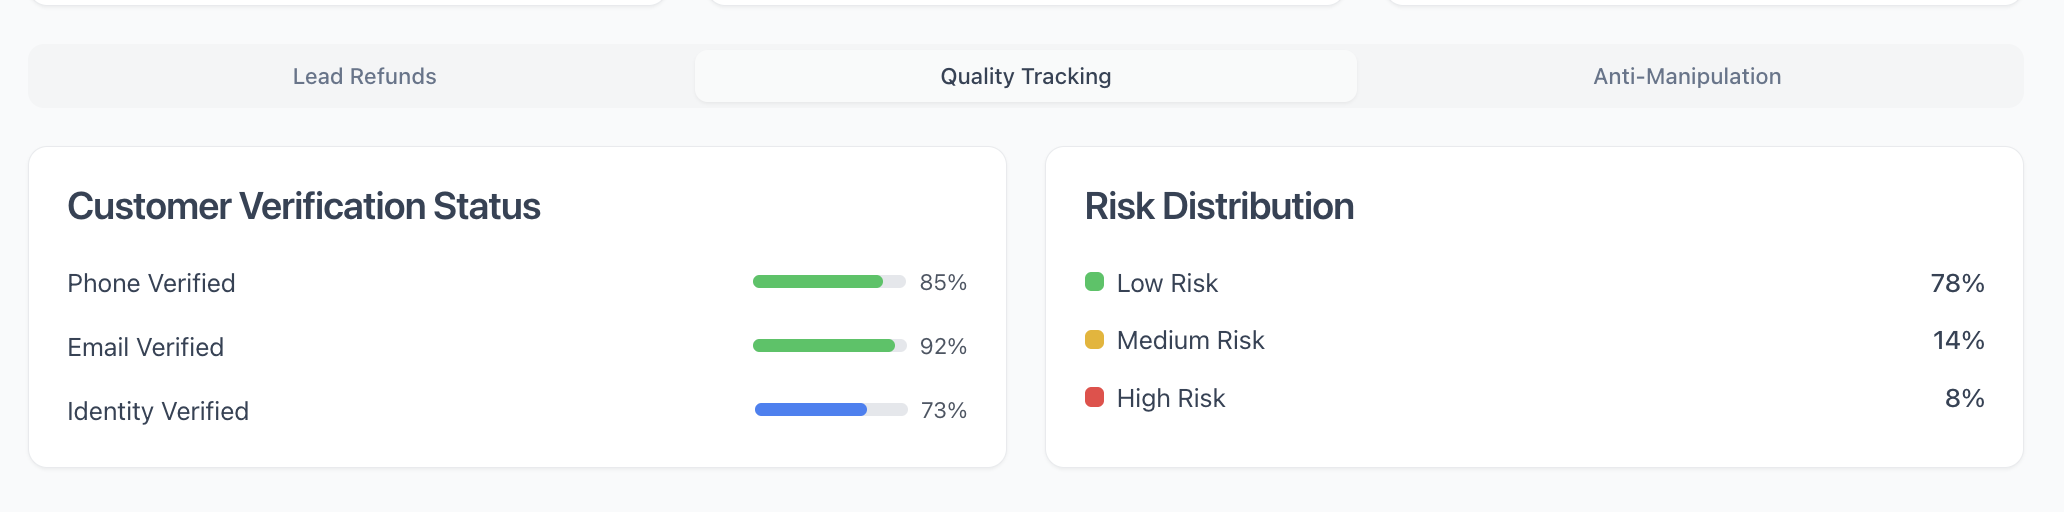 Lead Refunds
Quality Tracking
Anti-Manipulation
Customer Verification Status
Phone Verified 85%
Email Verified 92%
Identity Verified 73%
Risk Distribution
Low Risk 78%
Medium Risk 14%
High Risk 8%